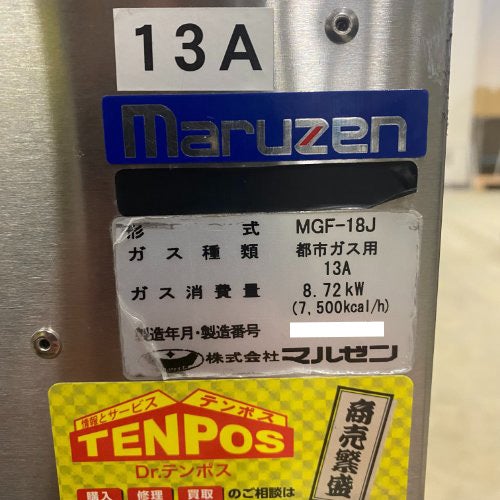 13A
maruzen
形式 MGF-18J
ガス種類 都市ガス用
13A
ガス消費量 8.72kW
(7,500kcal/h)
製造年月・製造番号
株式会社マルゼン
情報とサービス テンポス
TENPOS
Dr.テンポス
商売繁盛
購入 修理 買取 のご相談は